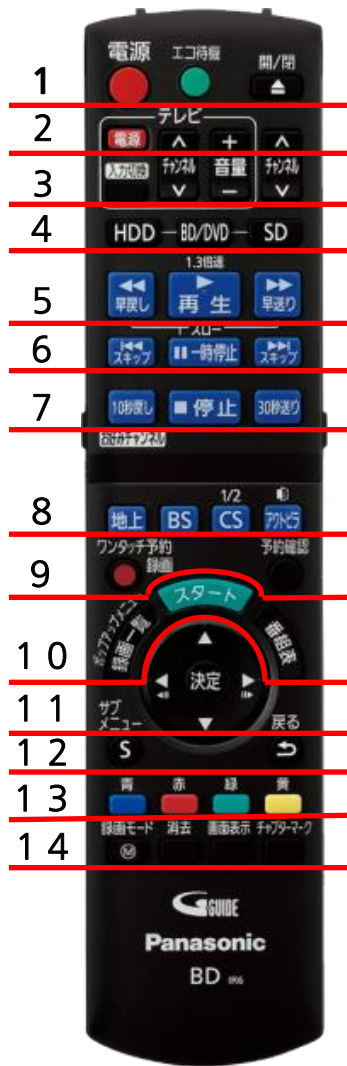 電源 エコ待機 開/閉
1
テレビ
2 電源 チャンネル + 音量 - チャンネル
3 入力切換
4 HDD BD/DVD SD
1.3倍速
5 早戻し 再生 早送り
スロー
6 スキップ 一時停止 スキップ
7 10秒戻し 停止 30秒送り
1/2
8 地上 BS CS アクトビラ
ワンタッチ予約 録画 予約確認
9 スタート
ポップアップメニュー 録画一覧 番組表
10 決定
11 サブメニュー 戻る
12 S
青 赤 緑 黄
13
録画モード 消去 画面表示 チャプターマーク
14 M
G GUIDE
Panasonic
BD IR6